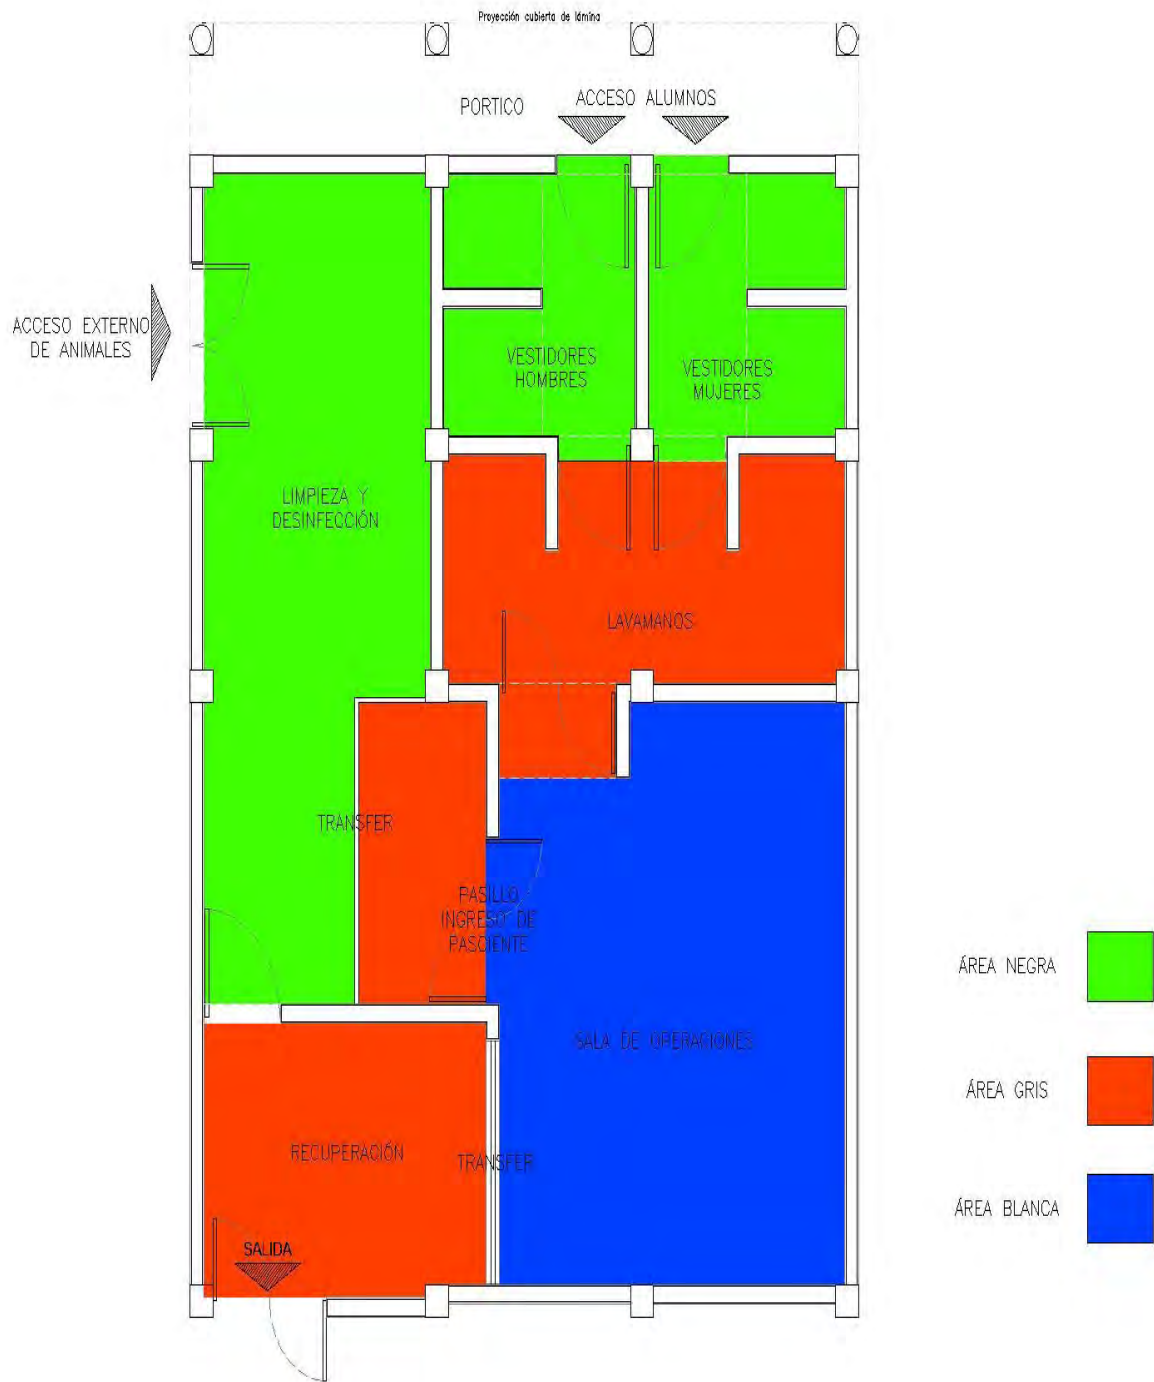 Proyección cubierta de lámina
PORTICO
ACCESO ALUMNOS
ACCESO EXTERNO
DE ANIMALES
VESTIDORES
HOMBRES
VESTIDORES
MUJERES
LIMPIEZA Y
DESINFECCIÓN
LAVAMANOS
TRANSFER
PASILLO
INGRESO DE
PASCIENTE
SALA DE OPERACIONES
RECUPERACIÓN
TRANSFER
SALIDA
ÁREA NEGRA
ÁREA GRIS
ÁREA BLANCA